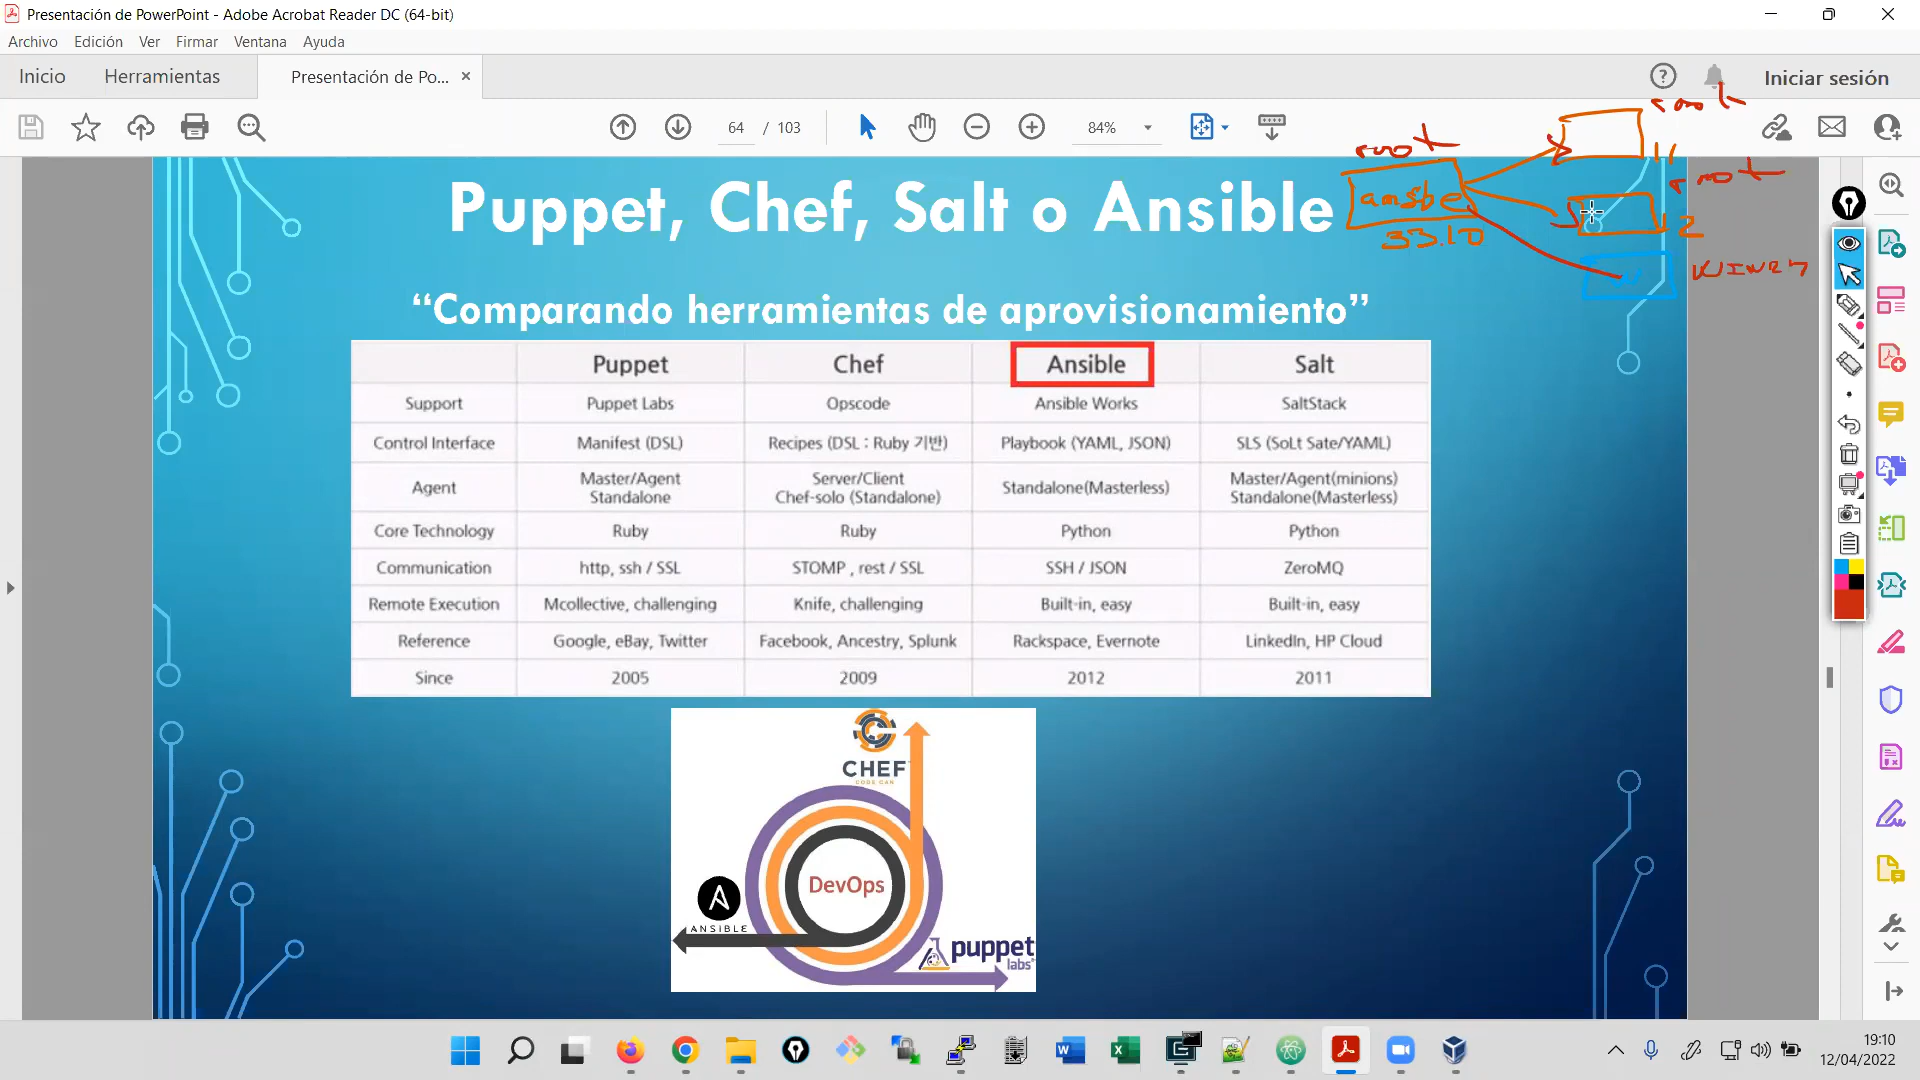 Presentación de PowerPoint - Adobe Acrobat Reader DC (64-bit)
Archivo Edición Ver Firmar Ventana Ayuda
Inicio Herramientas Presentación de Po... Iniciar sesión
64 / 103 84%
root
root
ansbe
33.10
11
root
12
W
Puppet, Chef, Salt o Ansible
“Comparando herramientas de aprovisionamiento”
Puppet Chef Ansible Salt
Support Puppet Labs Opscode Ansible Works SaltStack
Control Interface Manifest (DSL) Recipes (DSL : Ruby 기반) Playbook (YAML, JSON) SLS (SoLt Sate/YAML)
Agent Master/Agent Standalone Server/Client Chef-solo (Standalone) Standalone(Masterless) Master/Agent(minions) Standalone(Masterless)
Core Technology Ruby Ruby Python Python
Communication http, ssh / SSL STOMP , rest / SSL SSH / JSON ZeroMQ
Remote Execution Mcollective, challenging Knife, challenging Built-in, easy Built-in, easy
Reference Google, eBay, Twitter Facebook, Ancestry, Splunk Rackspace, Evernote LinkedIn, HP Cloud
Since 2005 2009 2012 2011
CHEF
CODE CAN
DevOps
ANSIBLE
puppet
labs
19:10
12/04/2022